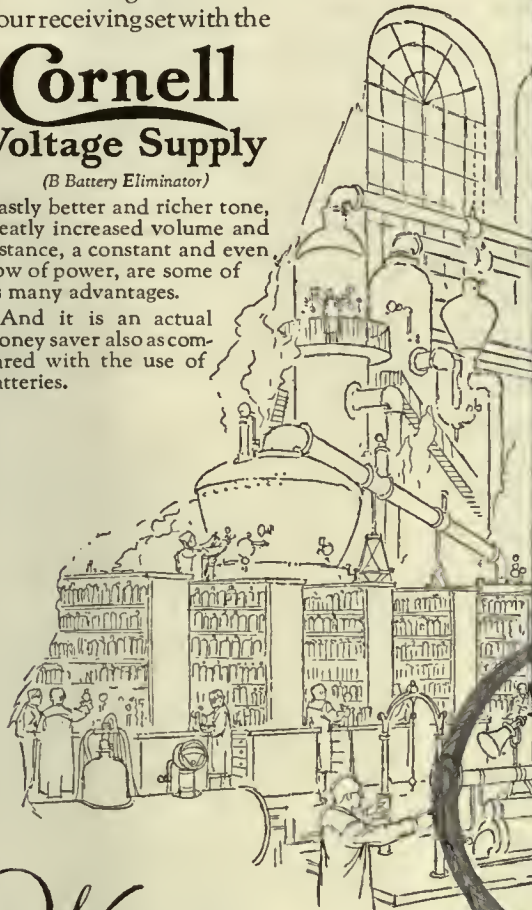 our receiving set with the
Cornell
Voltage Supply
(B Battery Eliminator)
astly better and richer tone,
eatly increased volume and
stance, a constant and even
ow of power, are some of
s many advantages.
And it is an actual
oney saver also as com-
ared with the use of
atteries.